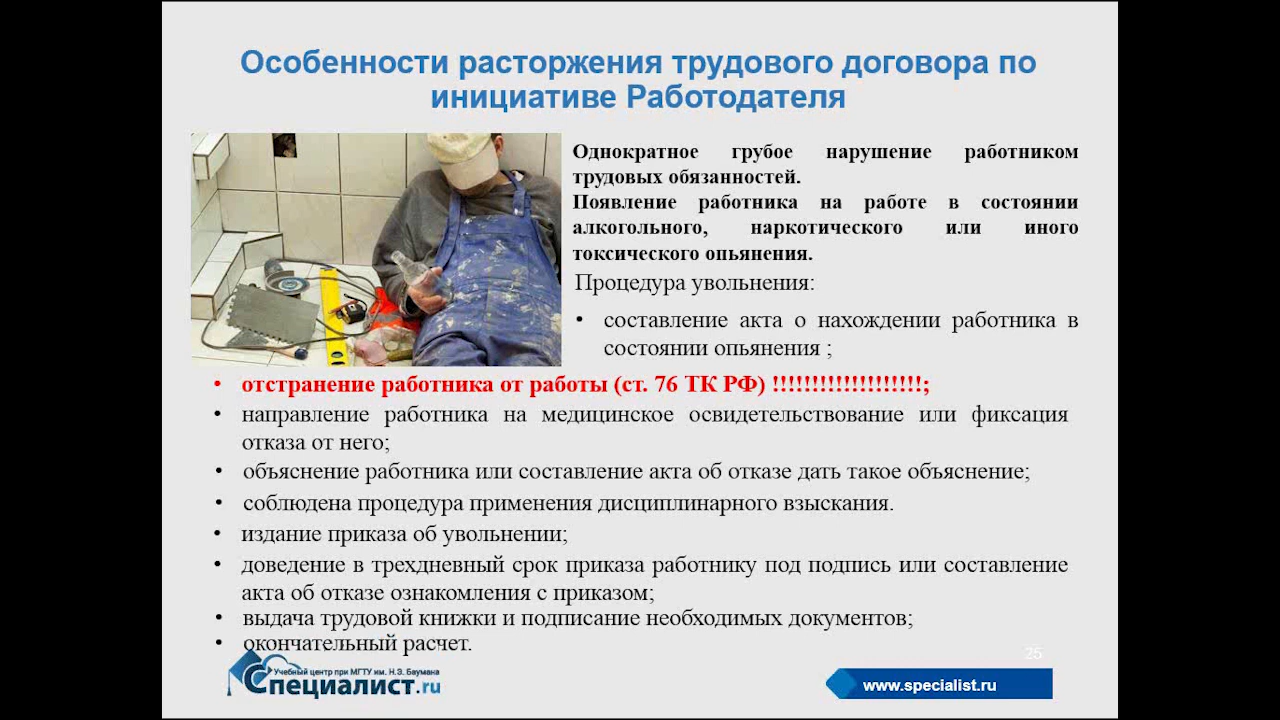 Особенности расторжения трудового договора по
инициативе Работодателя
Однократное грубое нарушение работником
трудовых обязанностей.
Появление работника на работе в состоянии
алкогольного, наркотического или иного
токсического опьянения.
Процедура увольнения:
• составление акта о нахождении работника в
состоянии опьянения ;
• отстранение работника от работы (ст. 76 ТК РФ) !!!!!!!!!!!!!!!!!!!;
• направление работника на медицинское освидетельствование или фиксация
отказа от него;
• объяснение работника или составление акта об отказе дать такое объяснение;
• соблюдена процедура применения дисциплинарного взыскания.
• издание приказа об увольнении;
• доведение в трехдневный срок приказа работнику под подпись или составление
акта об отказе ознакомления с приказом;
• выдача трудовой книжки и подписание необходимых документов;
• окончательный расчет.
25
Учебный центр при МГТУ им. Н.Э. Баумана
Специалист.ru
www.specialist.ru